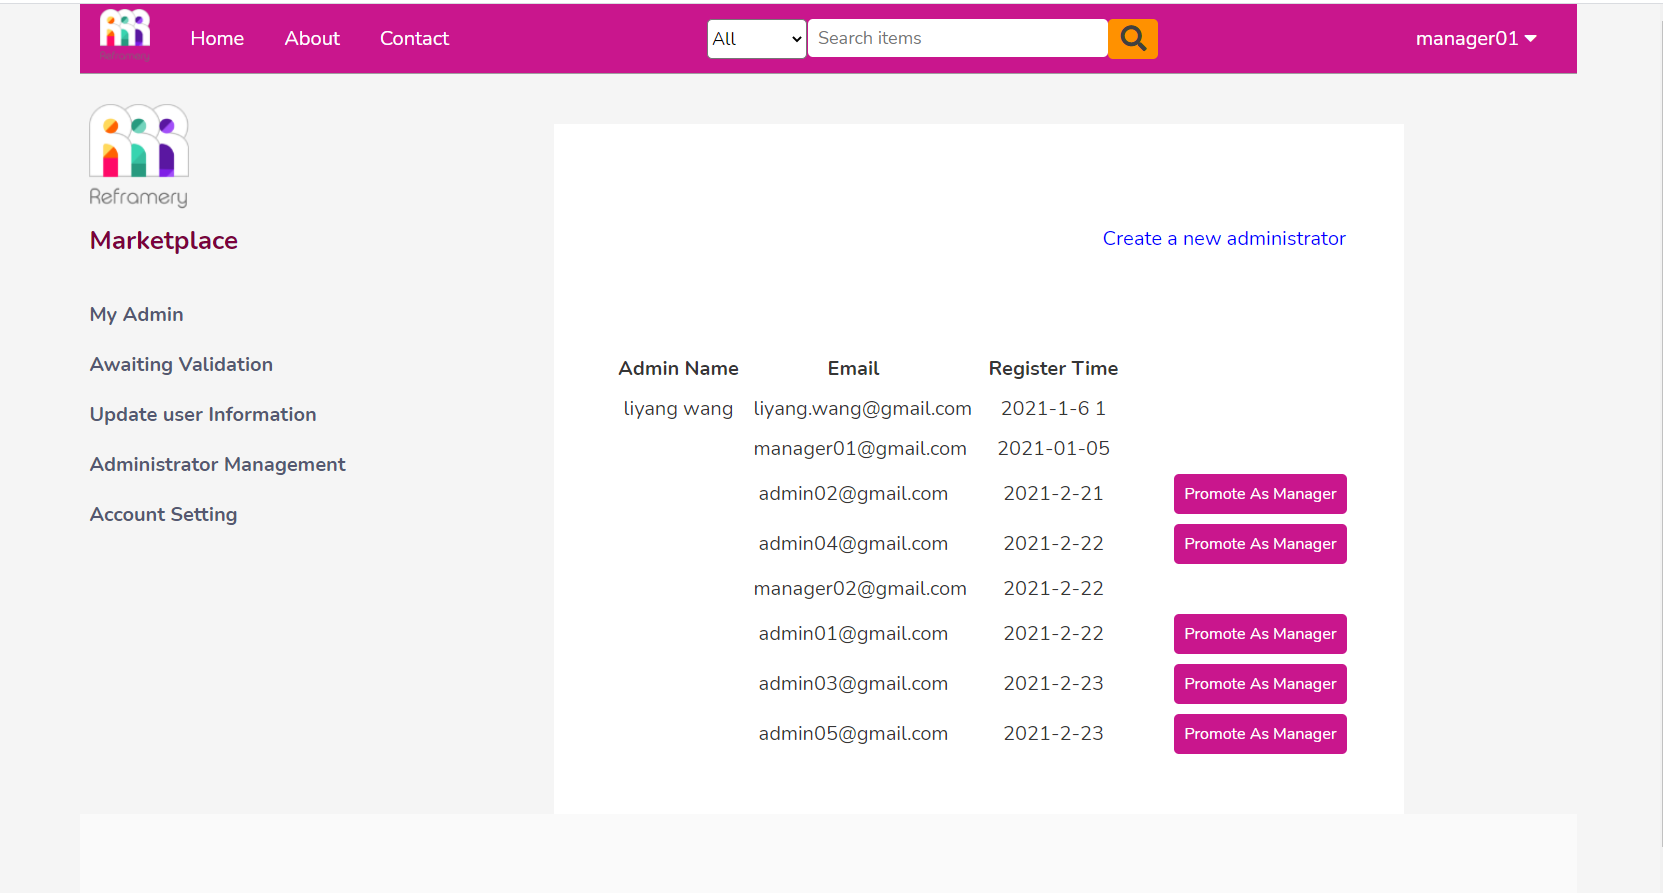 Reframery
Home About Contact All Search items manager01
Reframery
Marketplace
Create a new administrator
My Admin
Awaiting Validation
Update user Information
Administrator Management
Account Setting
Admin Name Email Register Time
liyang wang liyang.wang@gmail.com 2021-1-6 1
manager01@gmail.com 2021-01-05
admin02@gmail.com 2021-2-21 Promote As Manager
admin04@gmail.com 2021-2-22 Promote As Manager
manager02@gmail.com 2021-2-22
admin01@gmail.com 2021-2-22 Promote As Manager
admin03@gmail.com 2021-2-23 Promote As Manager
admin05@gmail.com 2021-2-23 Promote As Manager